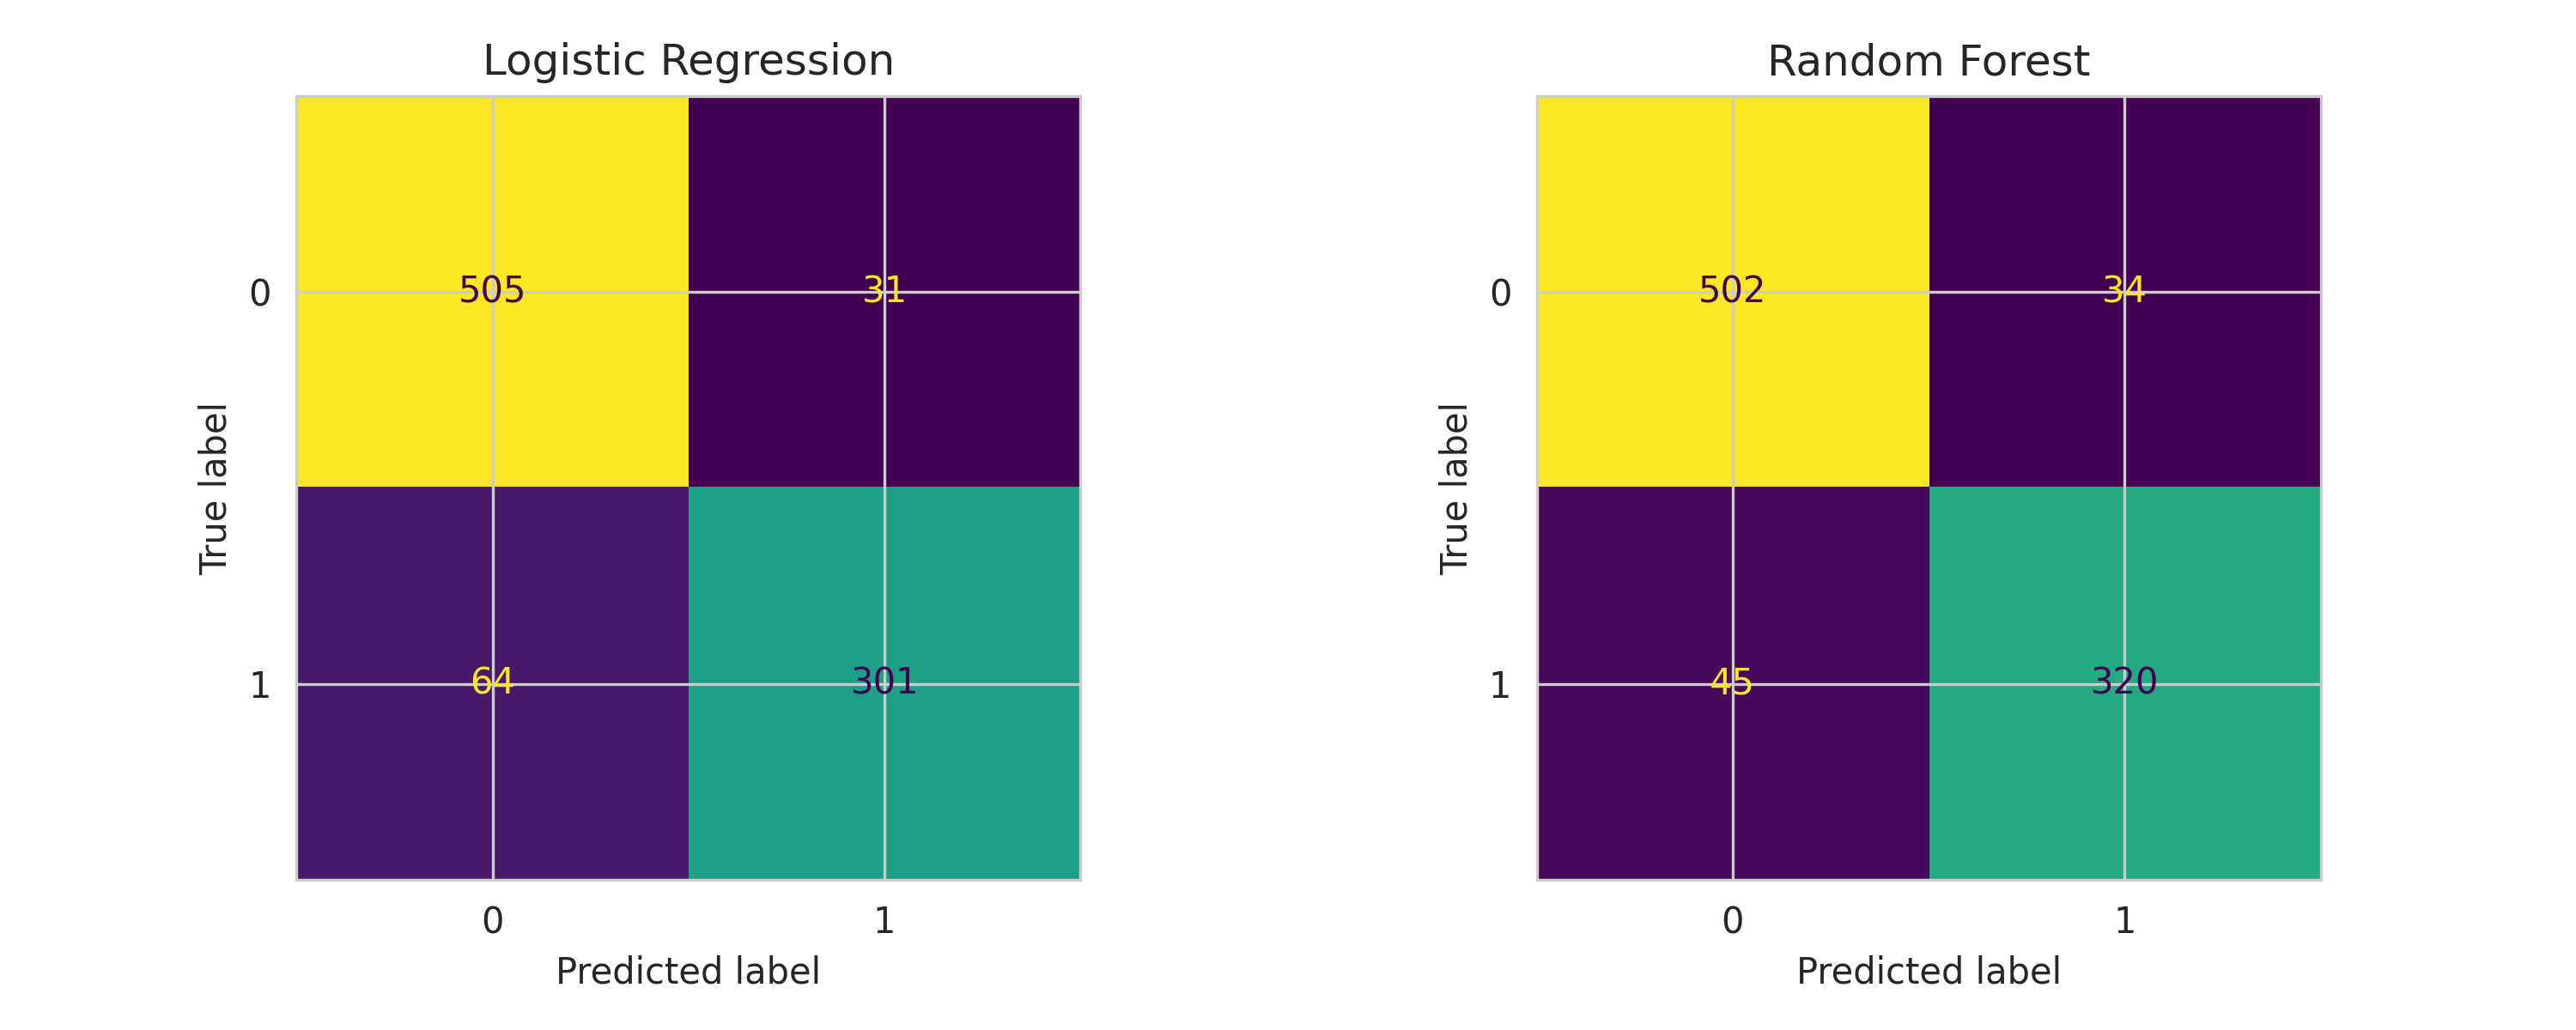 Logistic Regression
505 31
64 301
0
1
True label
0 1
Predicted label
Random Forest
502 34
45 320
0
1
True label
0 1
Predicted label